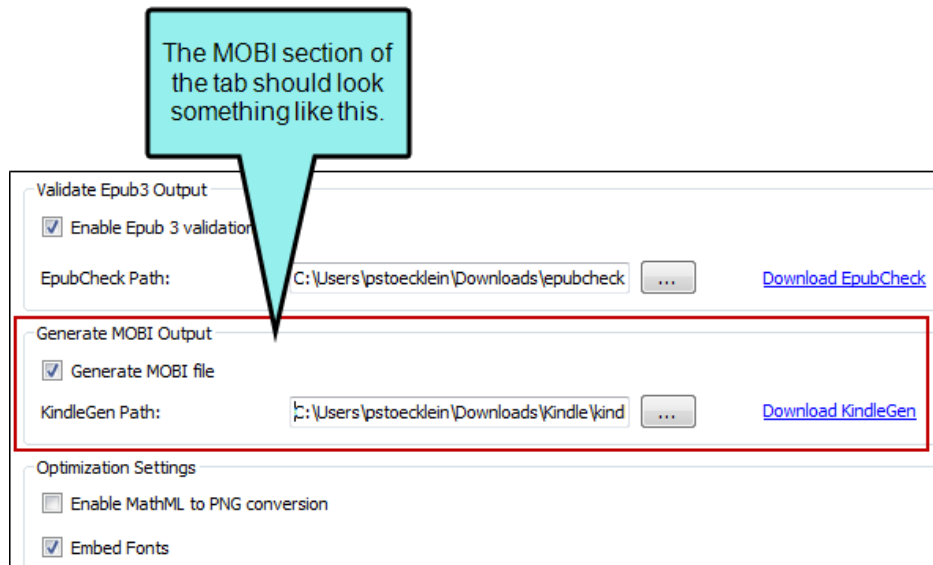 The MOBI section of
the tab should look
something like this.
Validate Epub3 Output
Enable Epub 3 validation
EpubCheck Path: C:\Users\pstoecklein\Downloads\epubcheck ... Download EpubCheck
Generate MOBI Output
Generate MOBI file
KindleGen Path: C:\Users\pstoecklein\Downloads\Kindle\kind ... Download KindleGen
Optimization Settings
Enable MathML to PNG conversion
Embed Fonts